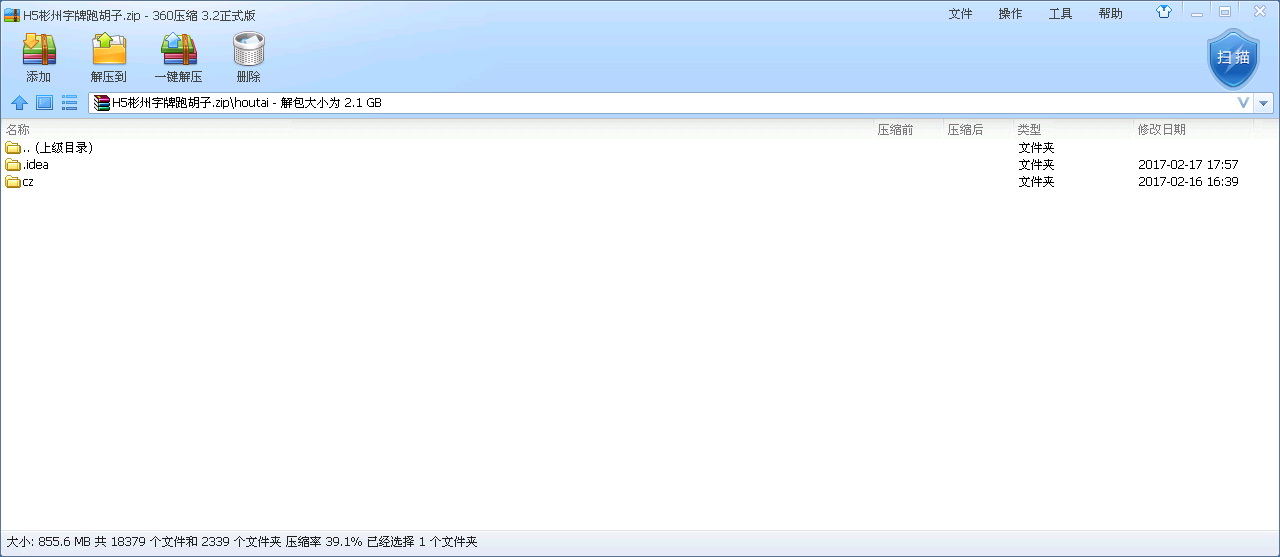 H5彬州字牌跑胡子.zip - 360压缩 3.2正式版
文件 操作 工具 帮助
添加 解压到 一键解压 删除
扫描
H5彬州字牌跑胡子.zip\houtai - 解包大小为 2.1 GB
名称 压缩前 压缩后 类型 修改日期
.. (上级目录) 文件夹
.idea 文件夹 2017-02-17 17:57
cz 文件夹 2017-02-16 16:39
大小: 855.6 MB 共 18379 个文件和 2339 个文件夹 压缩率 39.1% 已经选择 1 个文件夹